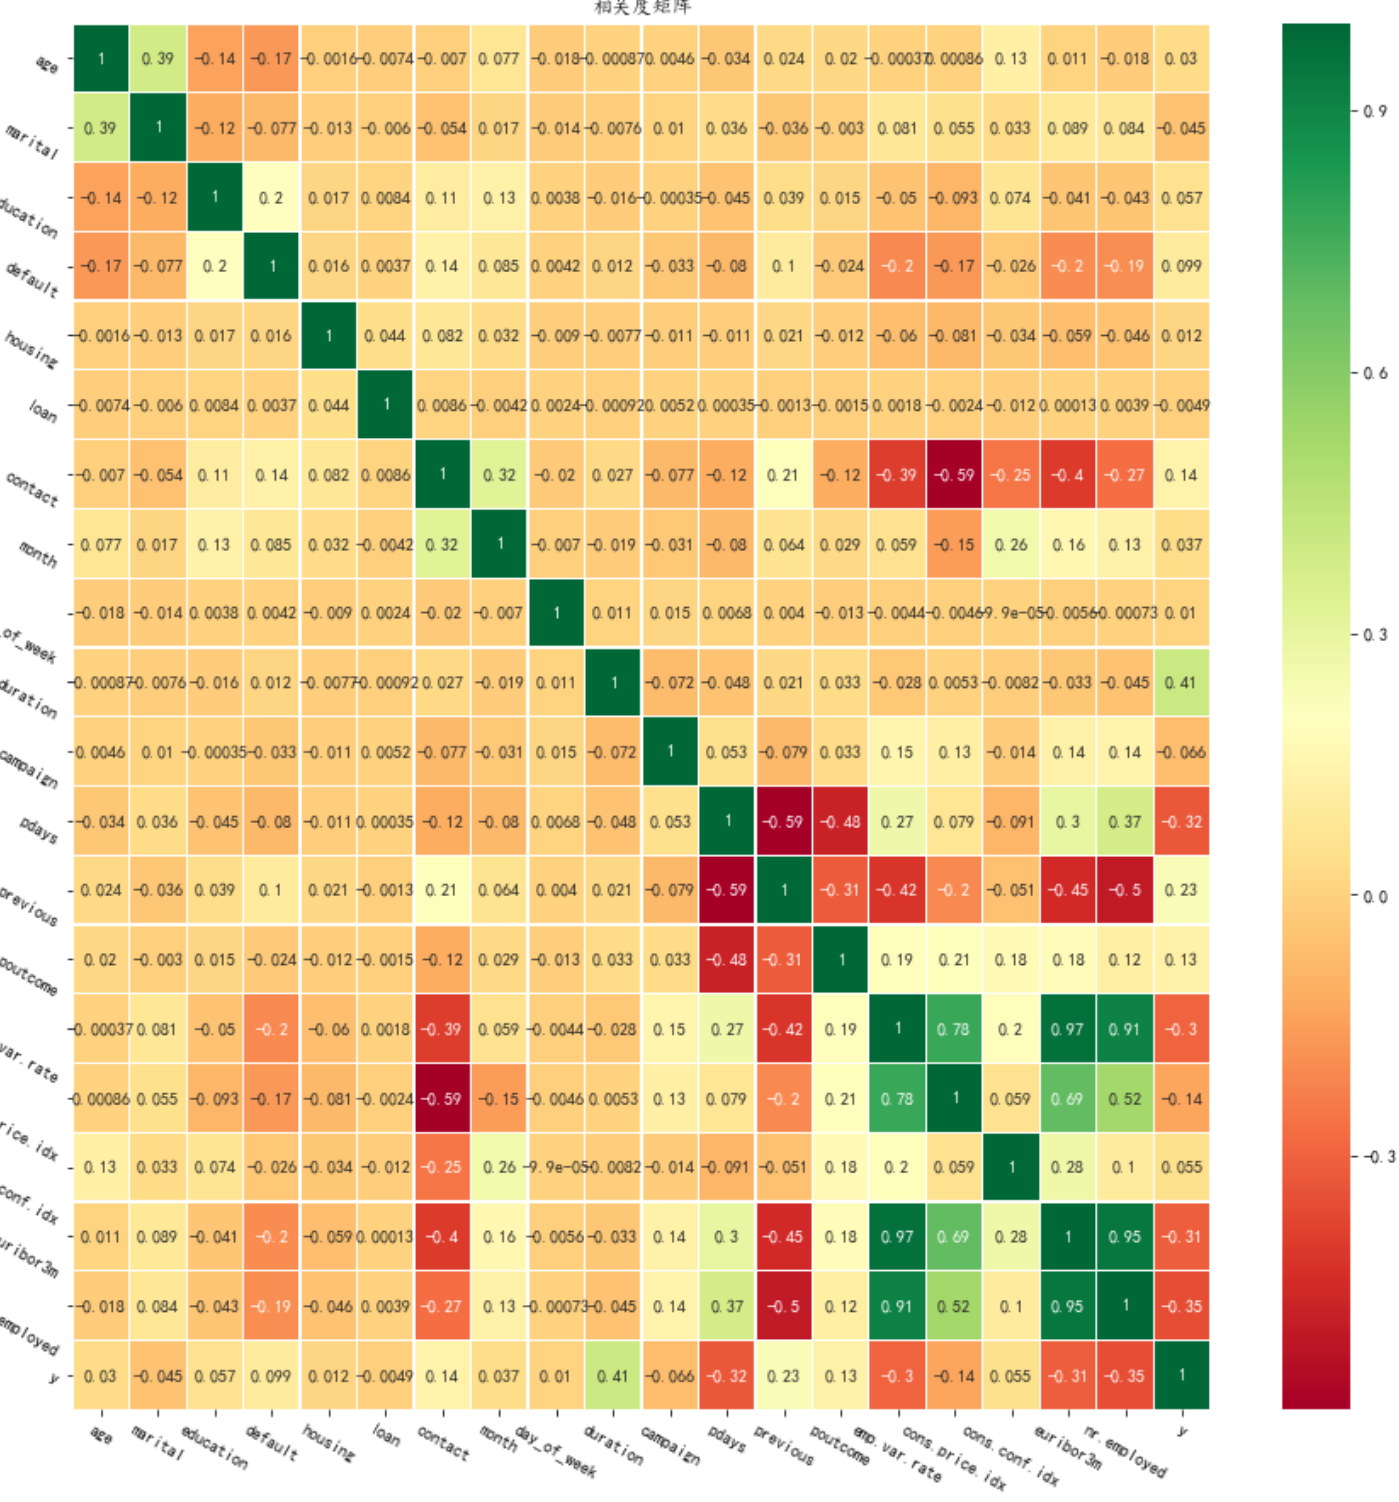 相关度矩阵
age 1 0.39 -0.14 -0.17 -0.0016 -0.0074 -0.007 0.077 -0.018 -0.00087 0.0046 -0.034 0.024 0.02 -0.00037 0.00086 0.13 0.011 -0.018 0.03
marital 0.39 1 -0.12 -0.077 -0.013 -0.006 -0.054 0.017 -0.014 -0.0076 0.01 0.036 -0.036 -0.003 0.081 0.055 0.033 0.089 0.084 -0.045
ducation -0.14 -0.12 1 0.2 0.017 0.0084 0.11 0.13 0.0038 -0.016 -0.00035 -0.045 0.039 0.015 -0.05 -0.093 0.074 -0.041 -0.043 0.057
default -0.17 -0.077 0.2 1 0.016 0.0037 0.14 0.085 0.0042 0.012 -0.033 -0.08 0.1 -0.024 -0.2 -0.17 -0.026 -0.2 -0.19 0.099
housing -0.0016 -0.013 0.017 0.016 1 0.044 0.082 0.032 -0.009 -0.0077 -0.011 -0.011 0.021 -0.012 -0.06 -0.081 -0.034 -0.059 -0.046 0.012
loan -0.0074 -0.006 0.0084 0.0037 0.044 1 0.0086 -0.0042 0.0024 -0.00092 0.0052 0.00035 -0.0013 -0.0015 0.0018 -0.0024 -0.012 0.00013 0.0039 -0.0049
contact -0.007 -0.054 0.11 0.14 0.082 0.0086 1 0.32 -0.02 0.027 -0.077 -0.12 0.21 -0.12 -0.39 -0.59 -0.25 -0.4 -0.27 0.14
month 0.077 0.017 0.13 0.085 0.032 -0.0042 0.32 1 -0.007 -0.019 -0.031 -0.08 0.064 0.029 0.059 -0.15 0.26 0.16 0.13 0.037
_of_week -0.018 -0.014 0.0038 0.0042 -0.009 0.0024 -0.02 -0.007 1 0.011 0.015 0.0068 0.004 -0.013 -0.0044 -0.0046 -9.9e-05 -0.0056 -0.00073 0.01
duration -0.00087 -0.0076 -0.016 0.012 -0.0077 -0.00092 0.027 -0.019 0.011 1 -0.072 -0.048 0.021 0.033 -0.028 0.0053 -0.0082 -0.033 -0.045 0.41
campaign 0.0046 0.01 -0.00035 -0.033 -0.011 0.0052 -0.077 -0.031 0.015 -0.072 1 0.053 -0.079 0.033 0.15 0.13 -0.014 0.14 0.14 -0.066
pdays -0.034 0.036 -0.045 -0.08 -0.011 0.00035 -0.12 -0.08 0.0068 -0.048 0.053 1 -0.59 -0.48 0.27 0.079 -0.091 0.3 0.37 -0.32
previous 0.024 -0.036 0.039 0.1 0.021 -0.0013 0.21 0.064 0.004 0.021 -0.079 -0.59 1 -0.31 -0.42 -0.2 -0.051 -0.45 -0.5 0.23
poutcome 0.02 -0.003 0.015 -0.024 -0.012 -0.0015 -0.12 0.029 -0.013 0.033 0.033 -0.48 -0.31 1 0.19 0.21 0.18 0.18 0.12 0.13
var.rate -0.00037 0.081 -0.05 -0.2 -0.06 0.0018 -0.39 0.059 -0.0044 -0.028 0.15 0.27 -0.42 0.19 1 0.78 0.2 0.97 0.91 -0.3
rice.idx 0.00086 0.055 -0.093 -0.17 -0.081 -0.0024 -0.59 -0.15 -0.0046 0.0053 0.13 0.079 -0.2 0.21 0.78 1 0.059 0.69 0.52 -0.14
conf.idx 0.13 0.033 0.074 -0.026 -0.034 -0.012 -0.25 0.26 -9.9e-05 -0.0082 -0.014 -0.091 -0.051 0.18 0.2 0.059 1 0.28 0.1 0.055
uribor3m 0.011 0.089 -0.041 -0.2 -0.059 0.00013 -0.4 0.16 -0.0056 -0.033 0.14 0.3 -0.45 0.18 0.97 0.69 0.28 1 0.95 -0.31
employed -0.018 0.084 -0.043 -0.19 -0.046 0.0039 -0.27 0.13 -0.00073 -0.045 0.14 0.37 -0.5 0.12 0.91 0.52 0.1 0.95 1 -0.35
y 0.03 -0.045 0.057 0.099 0.012 -0.0049 0.14 0.037 0.01 0.41 -0.066 -0.32 0.23 0.13 -0.3 -0.14 0.055 -0.31 -0.35 1
age marital education default housing loan contact month day_of_week duration campaign pdays previous poutcome emp.var.rate cons.price.idx cons.conf.idx euribor3m nr.employed y
0.9
0.6
0.3
0.0
-0.3